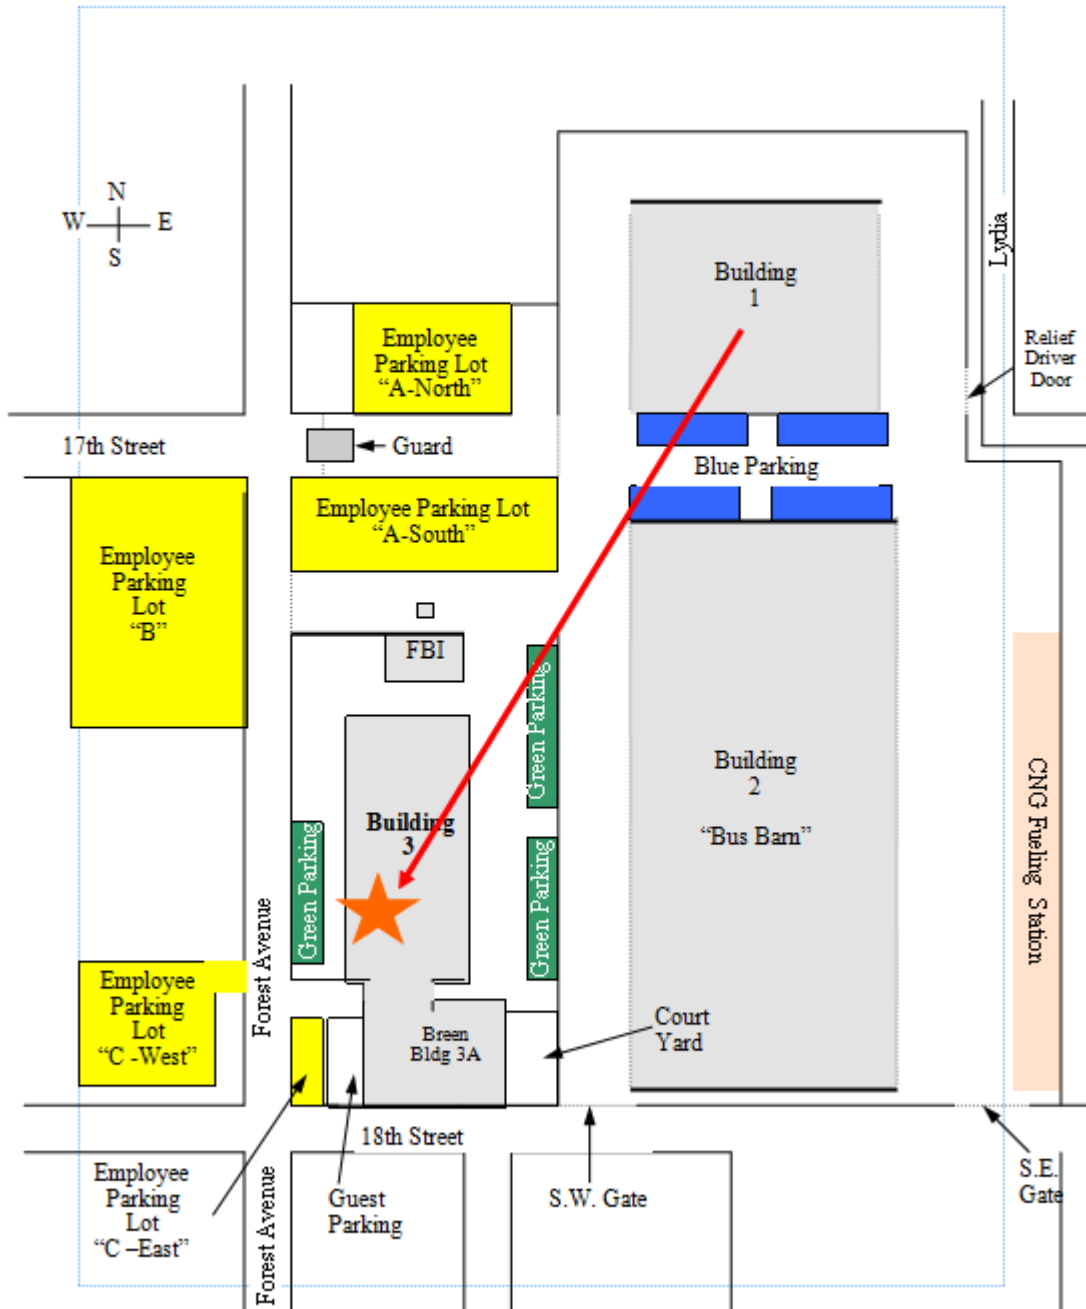 N
W
E
S
Lydia
Building
1
Relief
Driver
Door
Employee
Parking Lot
“A-North”
17th Street
Guard
Blue Parking
Employee Parking Lot
“A-South”
Employee
Parking
Lot
“B”
FBI
Green Parking
Building
2
“Bus Barn”
CNG Fueling Station
Building
3
Green Parking
Green Parking
Forest Avenue
Employee
Parking
Lot
“C -West”
Breen
Bldg 3A
Court
Yard
18th Street
Employee
Parking
Lot
“C –East”
Forest Avenue
Guest
Parking
S.W. Gate
S.E.
Gate